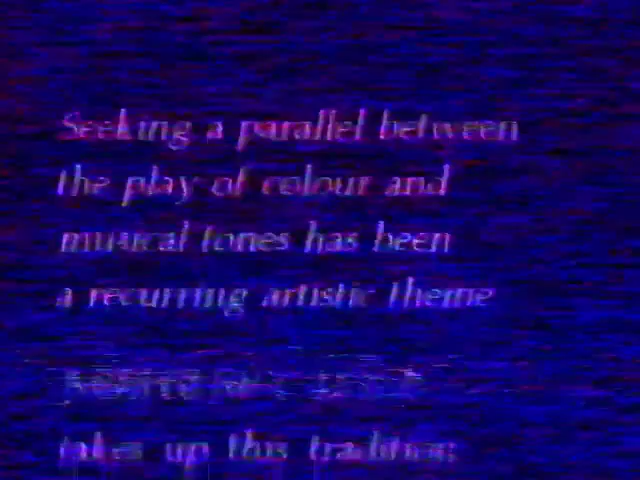 Seeking a parallel between
the play of colour and
musical tones has been
a recurring artistic theme
takes up this tradition